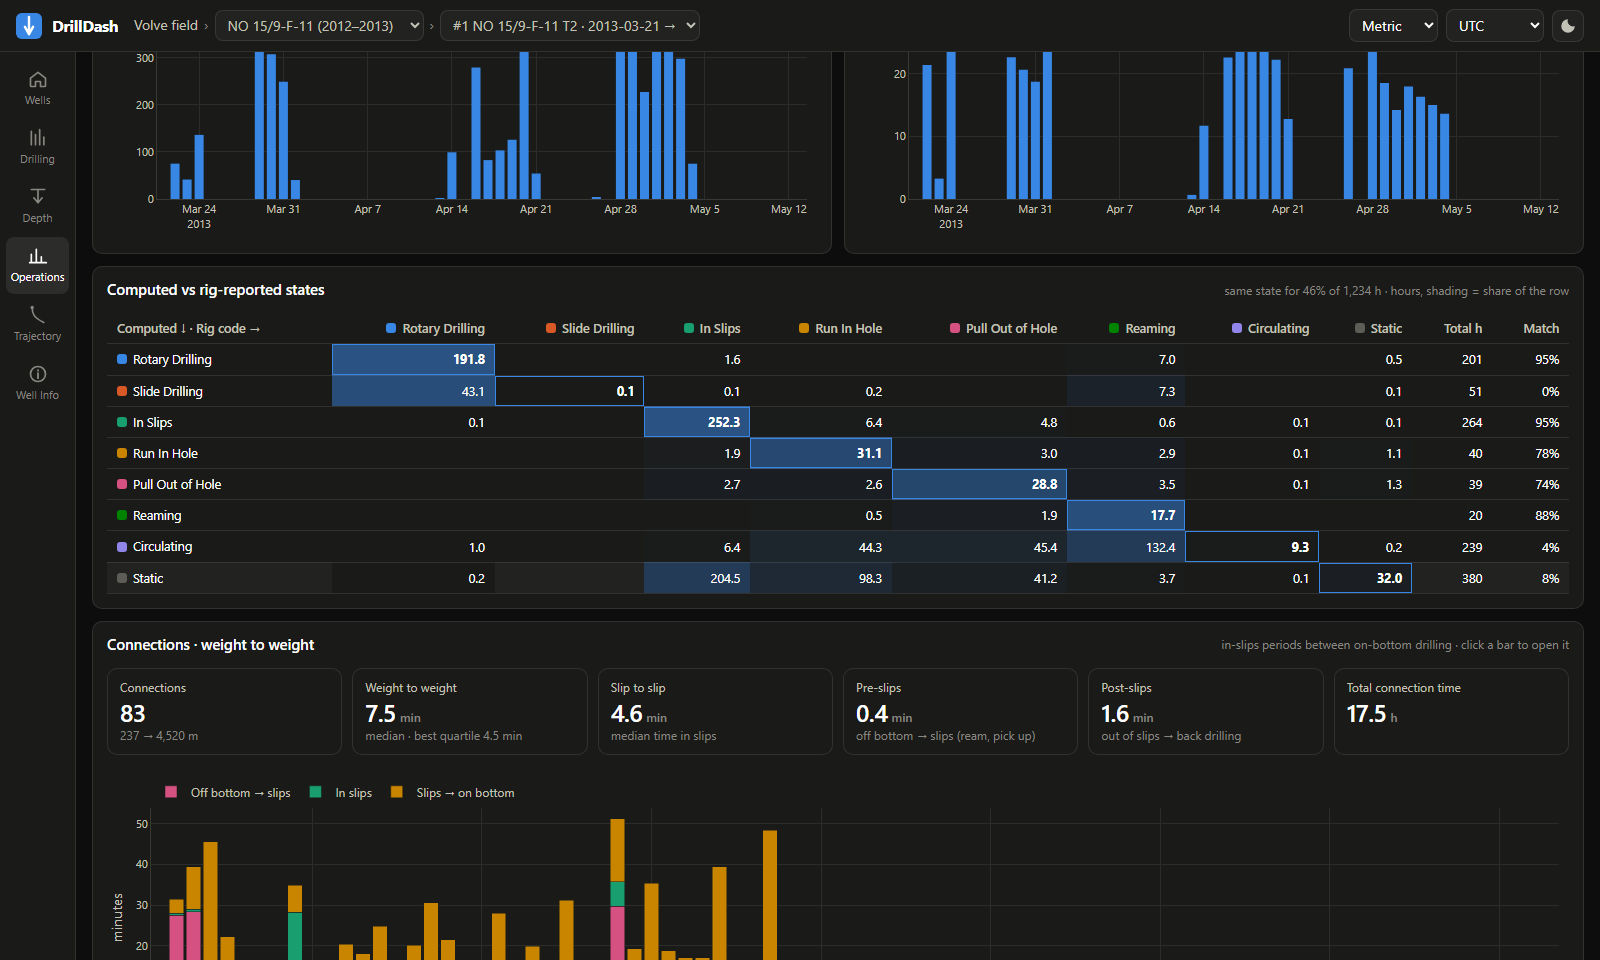 DrillDash
Volve field ›
NO 15/9-F-11 (2012–2013)
›
#1 NO 15/9-F-11 T2 · 2013-03-21 →
Metric
UTC
Wells
Drilling
Depth
Operations
Trajectory
Well Info
300
200
100
0
Mar 24
2013
Mar 31
Apr 7
Apr 14
Apr 21
Apr 28
May 5
May 12
20
10
0
Mar 24
2013
Mar 31
Apr 7
Apr 14
Apr 21
Apr 28
May 5
May 12
Computed vs rig-reported states
same state for 46% of 1,234 h · hours, shading = share of the row
Computed ↓ · Rig code → Rotary Drilling Slide Drilling In Slips Run In Hole Pull Out of Hole Reaming Circulating Static Total h Match
Rotary Drilling 191.8 1.6 7.0 0.5 201 95%
Slide Drilling 43.1 0.1 0.1 0.2 7.3 0.1 51 0%
In Slips 0.1 252.3 6.4 4.8 0.6 0.1 0.1 264 95%
Run In Hole 1.9 31.1 3.0 2.9 0.1 1.1 40 78%
Pull Out of Hole 2.7 2.6 28.8 3.5 0.1 1.3 39 74%
Reaming 0.5 1.9 17.7 20 88%
Circulating 1.0 6.4 44.3 45.4 132.4 9.3 0.2 239 4%
Static 0.2 204.5 98.3 41.2 3.7 0.1 32.0 380 8%
Connections · weight to weight
in-slips periods between on-bottom drilling · click a bar to open it
Connections
83
237 → 4,520 m
Weight to weight
7.5 min
median · best quartile 4.5 min
Slip to slip
4.6 min
median time in slips
Pre-slips
0.4 min
off bottom → slips (ream, pick up)
Post-slips
1.6 min
out of slips → back drilling
Total connection time
17.5 h
Off bottom → slips
In slips
Slips → on bottom
50
40
30
20
minutes